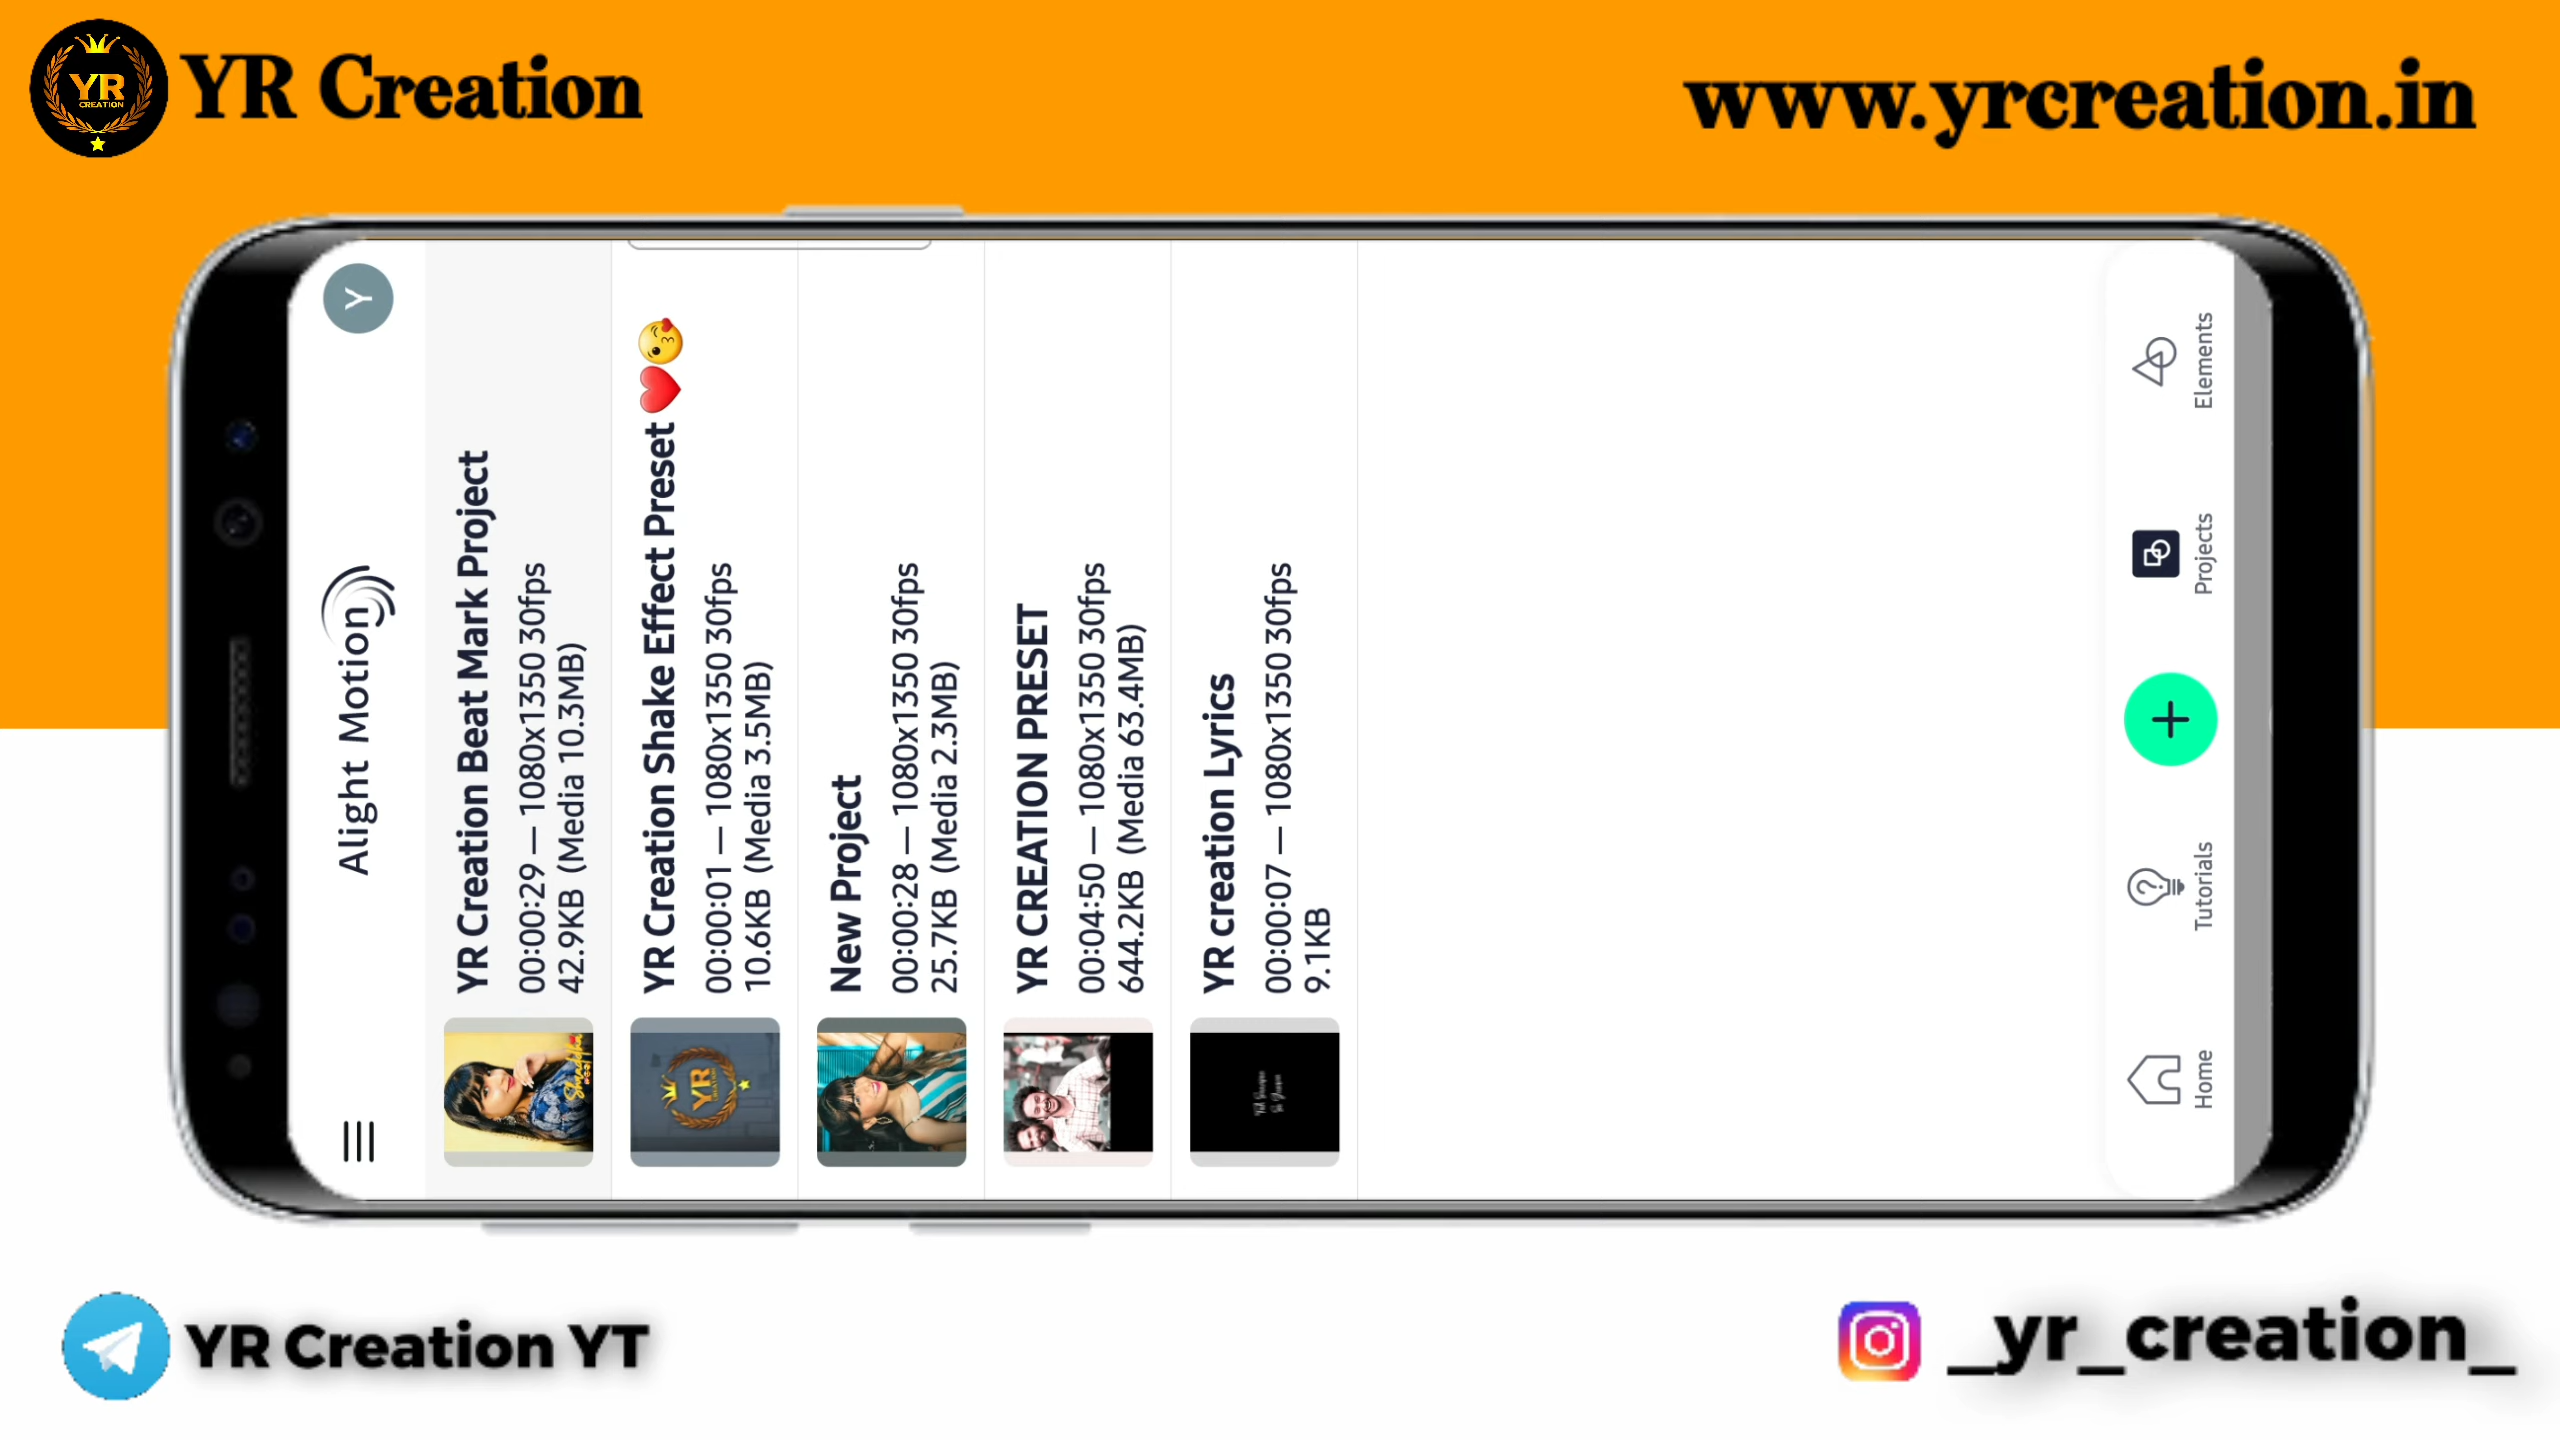 YR
CREATION
YR Creation
www.yrcreation.in
Alight Motion
Y
YR Creation Beat Mark Project
00:00:29 — 1080x1350 30fps
42.9KB (Media 10.3MB)
YR Creation Shake Effect Preset ❤️😘
00:00:01 — 1080x1350 30fps
10.6KB (Media 3.5MB)
New Project
00:00:28 — 1080x1350 30fps
25.7KB (Media 2.3MB)
YR CREATION PRESET
00:04:50 — 1080x1350 30fps
644.2KB (Media 63.4MB)
YR creation Lyrics
00:00:07 — 1080x1350 30fps
9.1KB
YR
Home
Tutorials
Projects
Elements
YR Creation YT
_yr_creation_